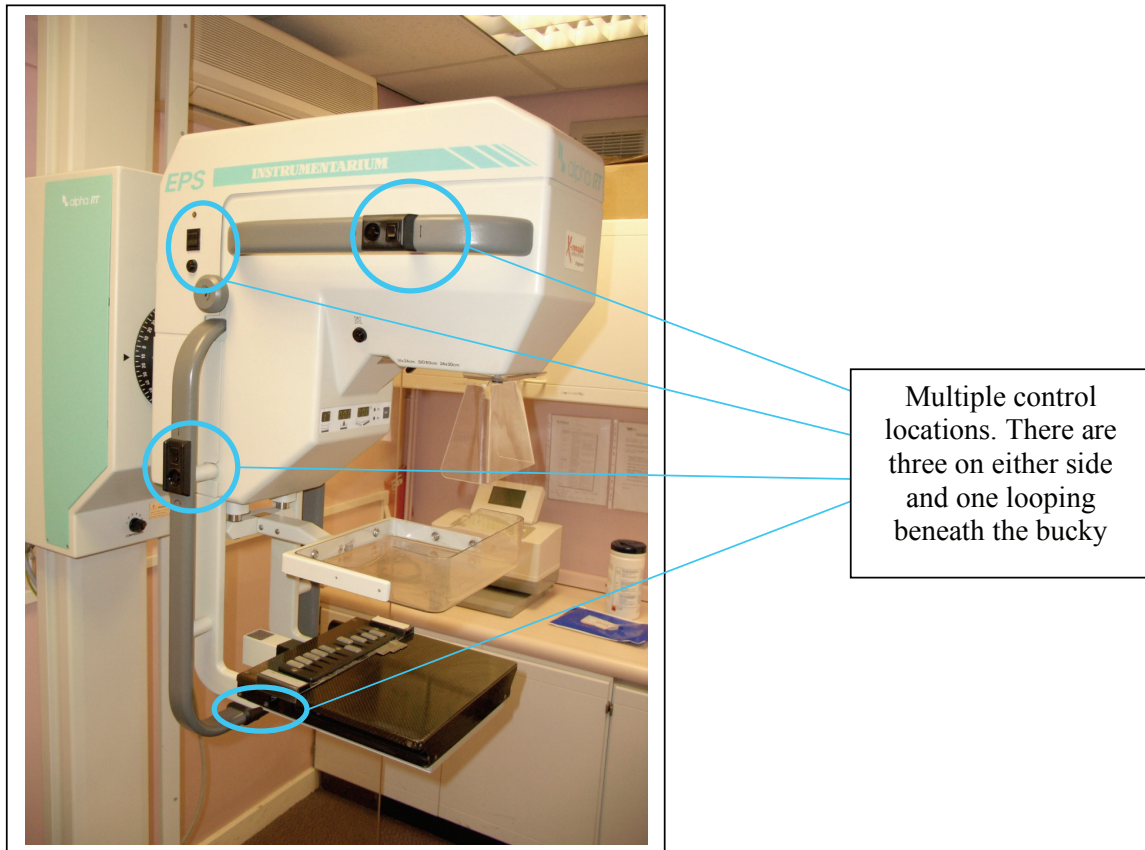 EPS
INSTRUMENTARIUM
alpha RT
alpha RT
Multiple control
locations. There are
three on either side
and one looping
beneath the bucky